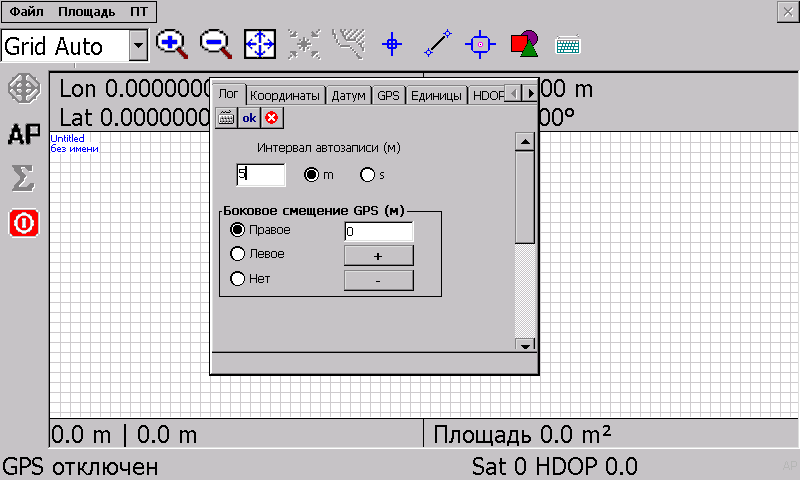 Файл Площадь ПТ
Grid Auto
Lon 0.0000000
00 m
Lat 0.0000000
00°
Untitled
без имени
AP
Σ
Лог Координаты Датум GPS Единицы HDOP
ok
Интервал автозаписи (м)
5 m s
Боковое смещение GPS (м)
Правое 0
Левое +
Нет -
0.0 m | 0.0 m
Площадь 0.0 m²
GPS отключен
Sat 0 HDOP 0.0
AP